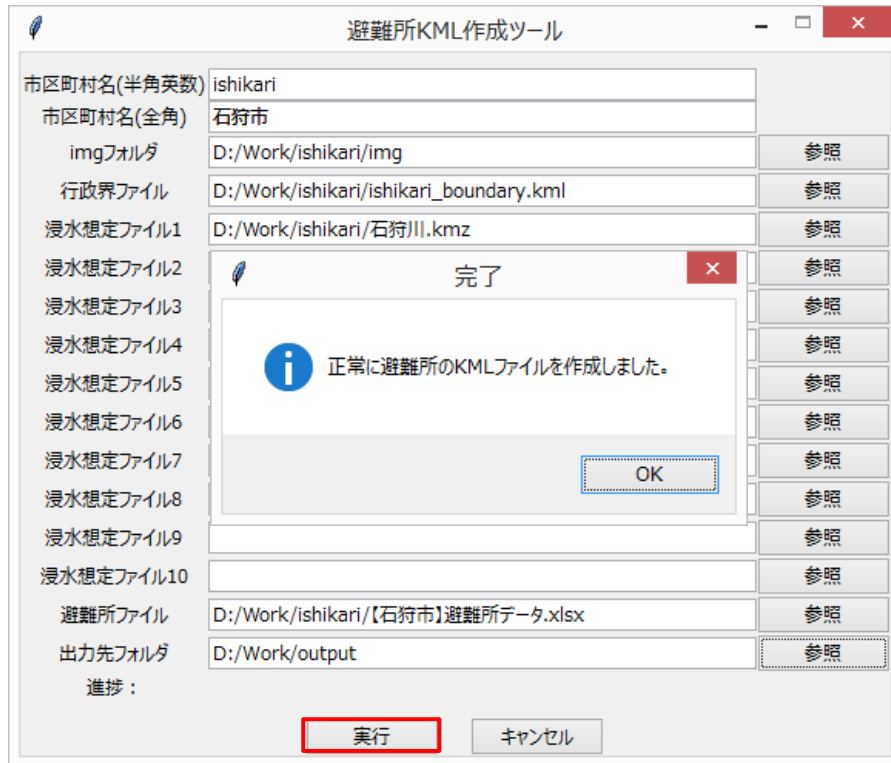 避難所KML作成ツール
市区町村名(半角英数) ishikari
市区町村名(全角) 石狩市
imgフォルダ D:/Work/ishikari/img 参照
行政界ファイル D:/Work/ishikari/ishikari_boundary.kml 参照
浸水想定ファイル1 D:/Work/ishikari/石狩川.kmz 参照
浸水想定ファイル2 参照
浸水想定ファイル3 参照
浸水想定ファイル4 参照
浸水想定ファイル5 参照
浸水想定ファイル6 参照
浸水想定ファイル7 参照
浸水想定ファイル8 参照
浸水想定ファイル9 参照
浸水想定ファイル10 参照
避難所ファイル D:/Work/ishikari/【石狩市】避難所データ.xlsx 参照
出力先フォルダ D:/Work/output 参照
進捗：
実行 キャンセル
完了
正常に避難所のKMLファイルを作成しました。
OK